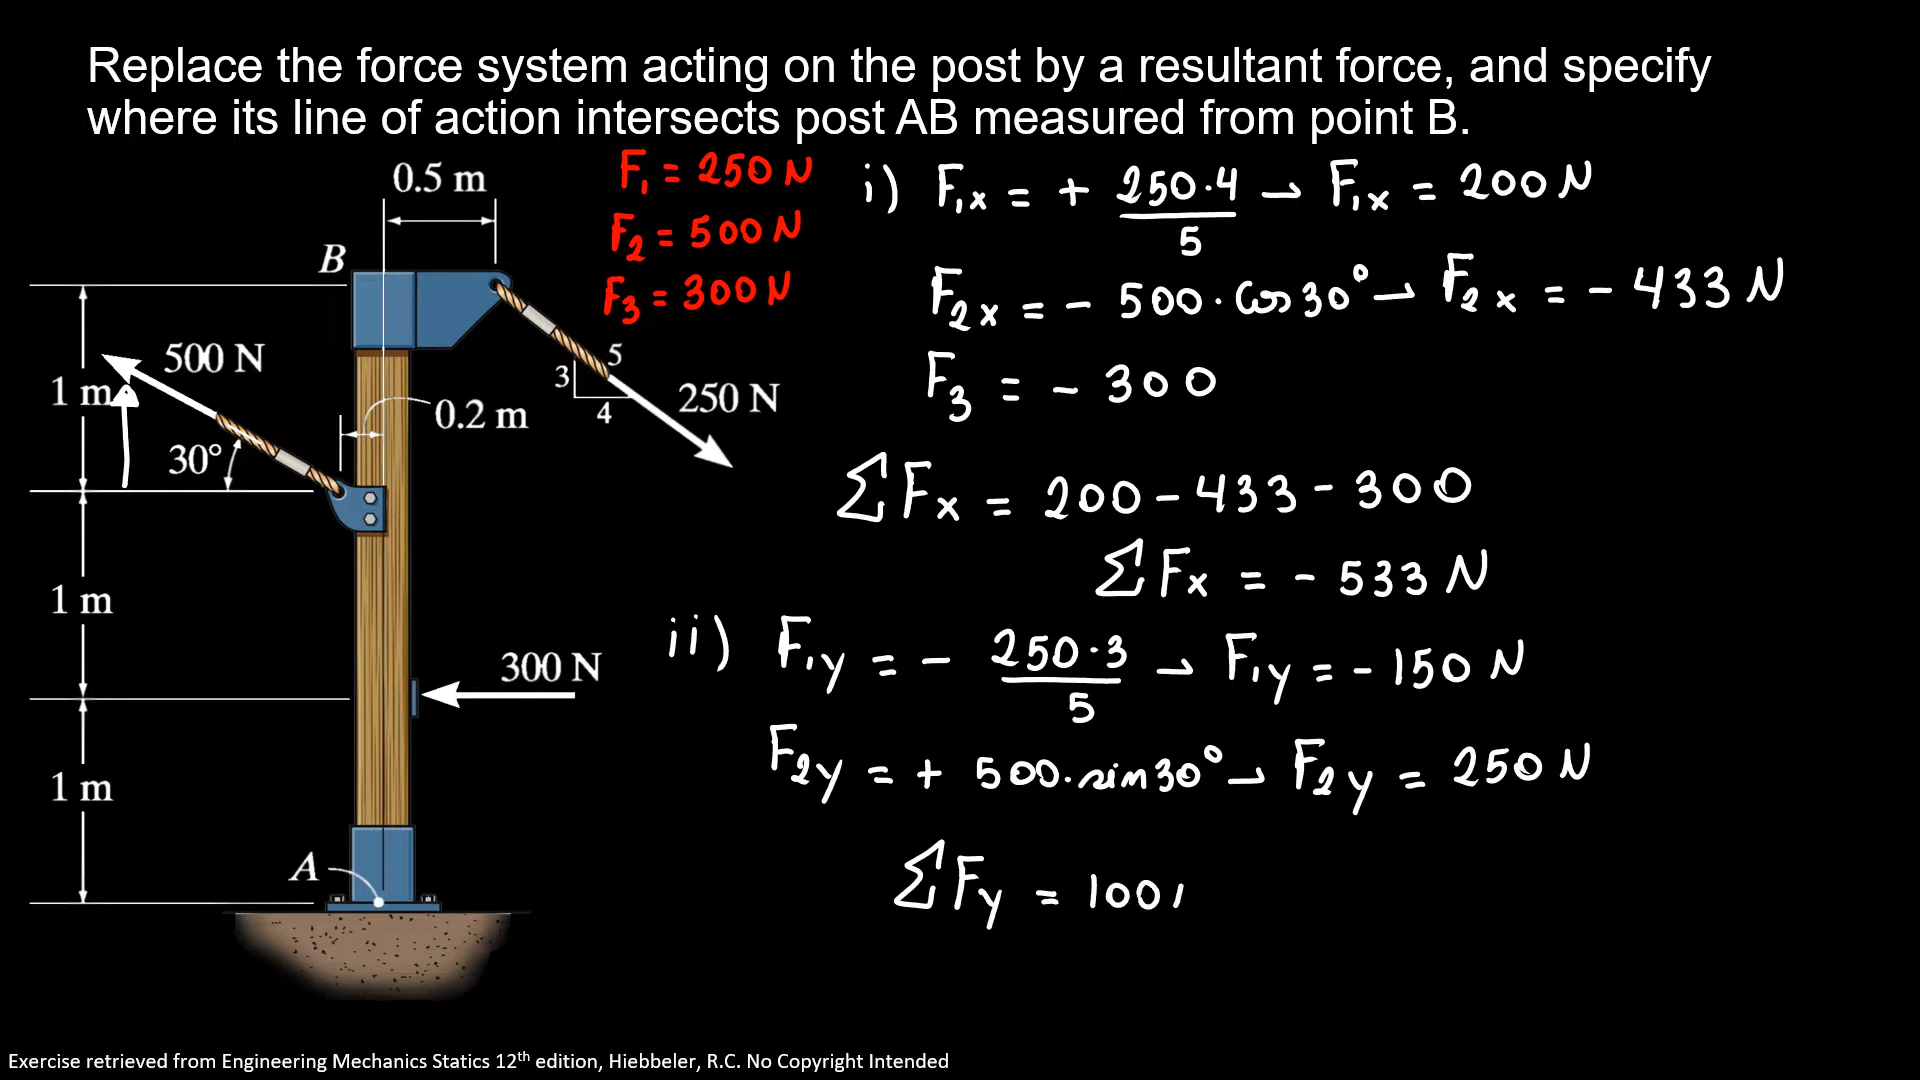 Replace the force system acting on the post by a resultant force, and specify
where its line of action intersects post AB measured from point B.
0.5 m
B
500 N
1 m
30°
0.2 m
3
5
4
250 N
1 m
300 N
1 m
A
F₁ = 250 N
F₂ = 500 N
F₃ = 300 N
i) F₁x = + 250·4/5 → F₁x = 200 N
F₂x = - 500·cos30° → F₂x = - 433 N
F₃ = - 300
ΣFx = 200 - 433 - 300
ΣFx = - 533 N
ii) F₁y = - 250·3/5 → F₁y = - 150 N
F₂y = + 500·sin30° → F₂y = 250 N
ΣFy = 100
Exercise retrieved from Engineering Mechanics Statics 12th edition, Hiebbeler, R.C. No Copyright Intended